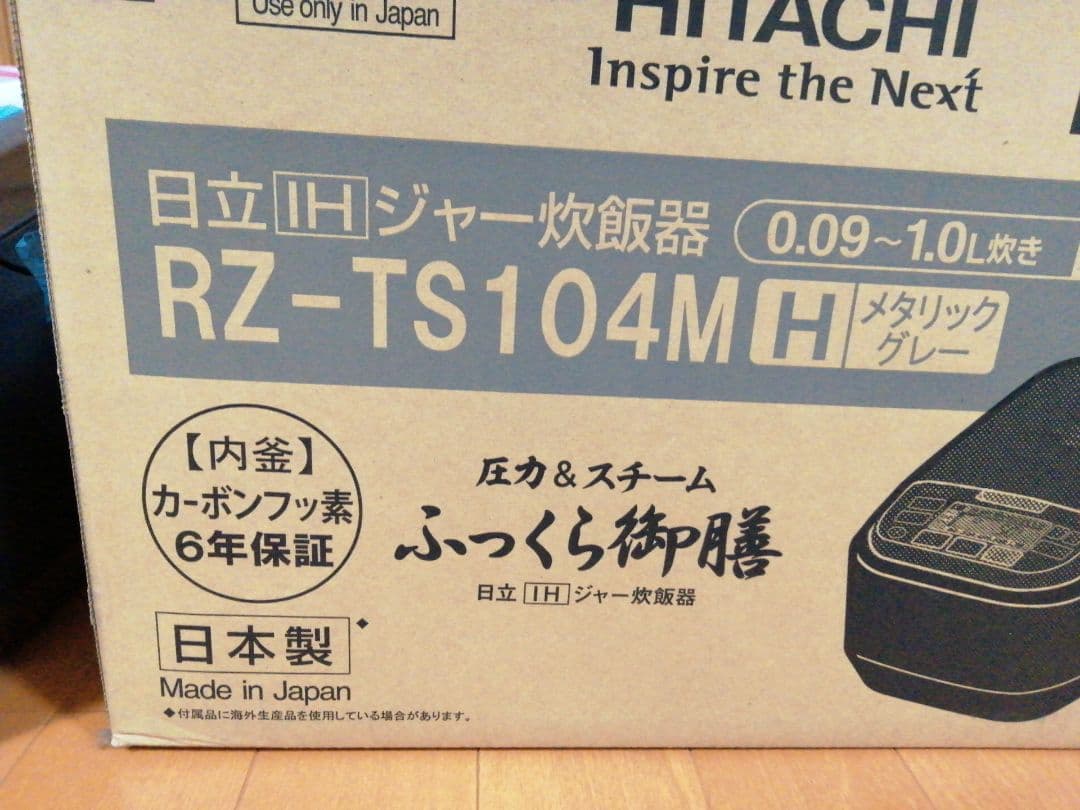 Use only in Japan
HITACHI
Inspire the Next
日立 IH ジャー炊飯器 0.09~1.0L炊き
RZ-TS104M H メタリック
グレー
【内釜】
カーボンフッ素
6年保証
圧力&スチーム
ふっくら御膳
日立 IH ジャー炊飯器
日本製◆
Made in Japan
◆付属品に海外生産品を使用している場合があります。